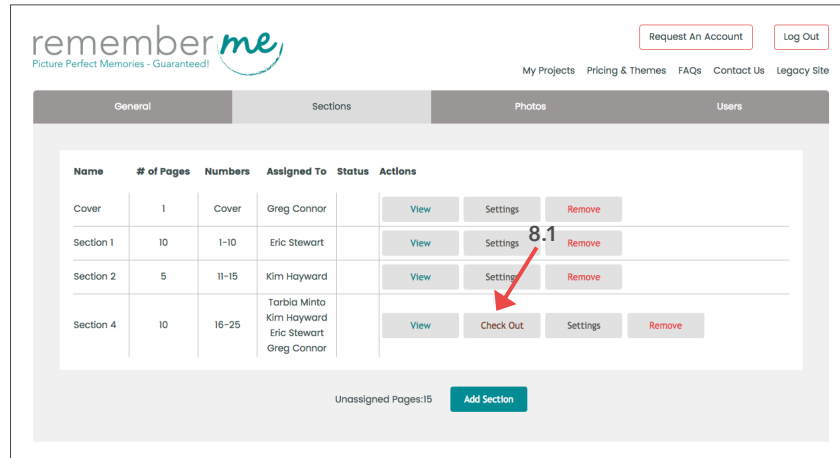 remember me
Picture Perfect Memories - Guaranteed!
Request An Account
Log Out
My Projects Pricing & Themes FAQs Contact Us Legacy Site
General Sections Photos Users
Name # of Pages Numbers Assigned To Status Actions
Cover 1 Cover Greg Connor View Settings Remove
8.1
Section 1 10 1-10 Eric Stewart View Settings Remove
Section 2 5 11-15 Kim Hayward View Settings Remove
Section 4 10 16-25 Tarbia Minto View Check Out Settings Remove
Kim Hayward
Eric Stewart
Greg Connor
Unassigned Pages:15 Add Section